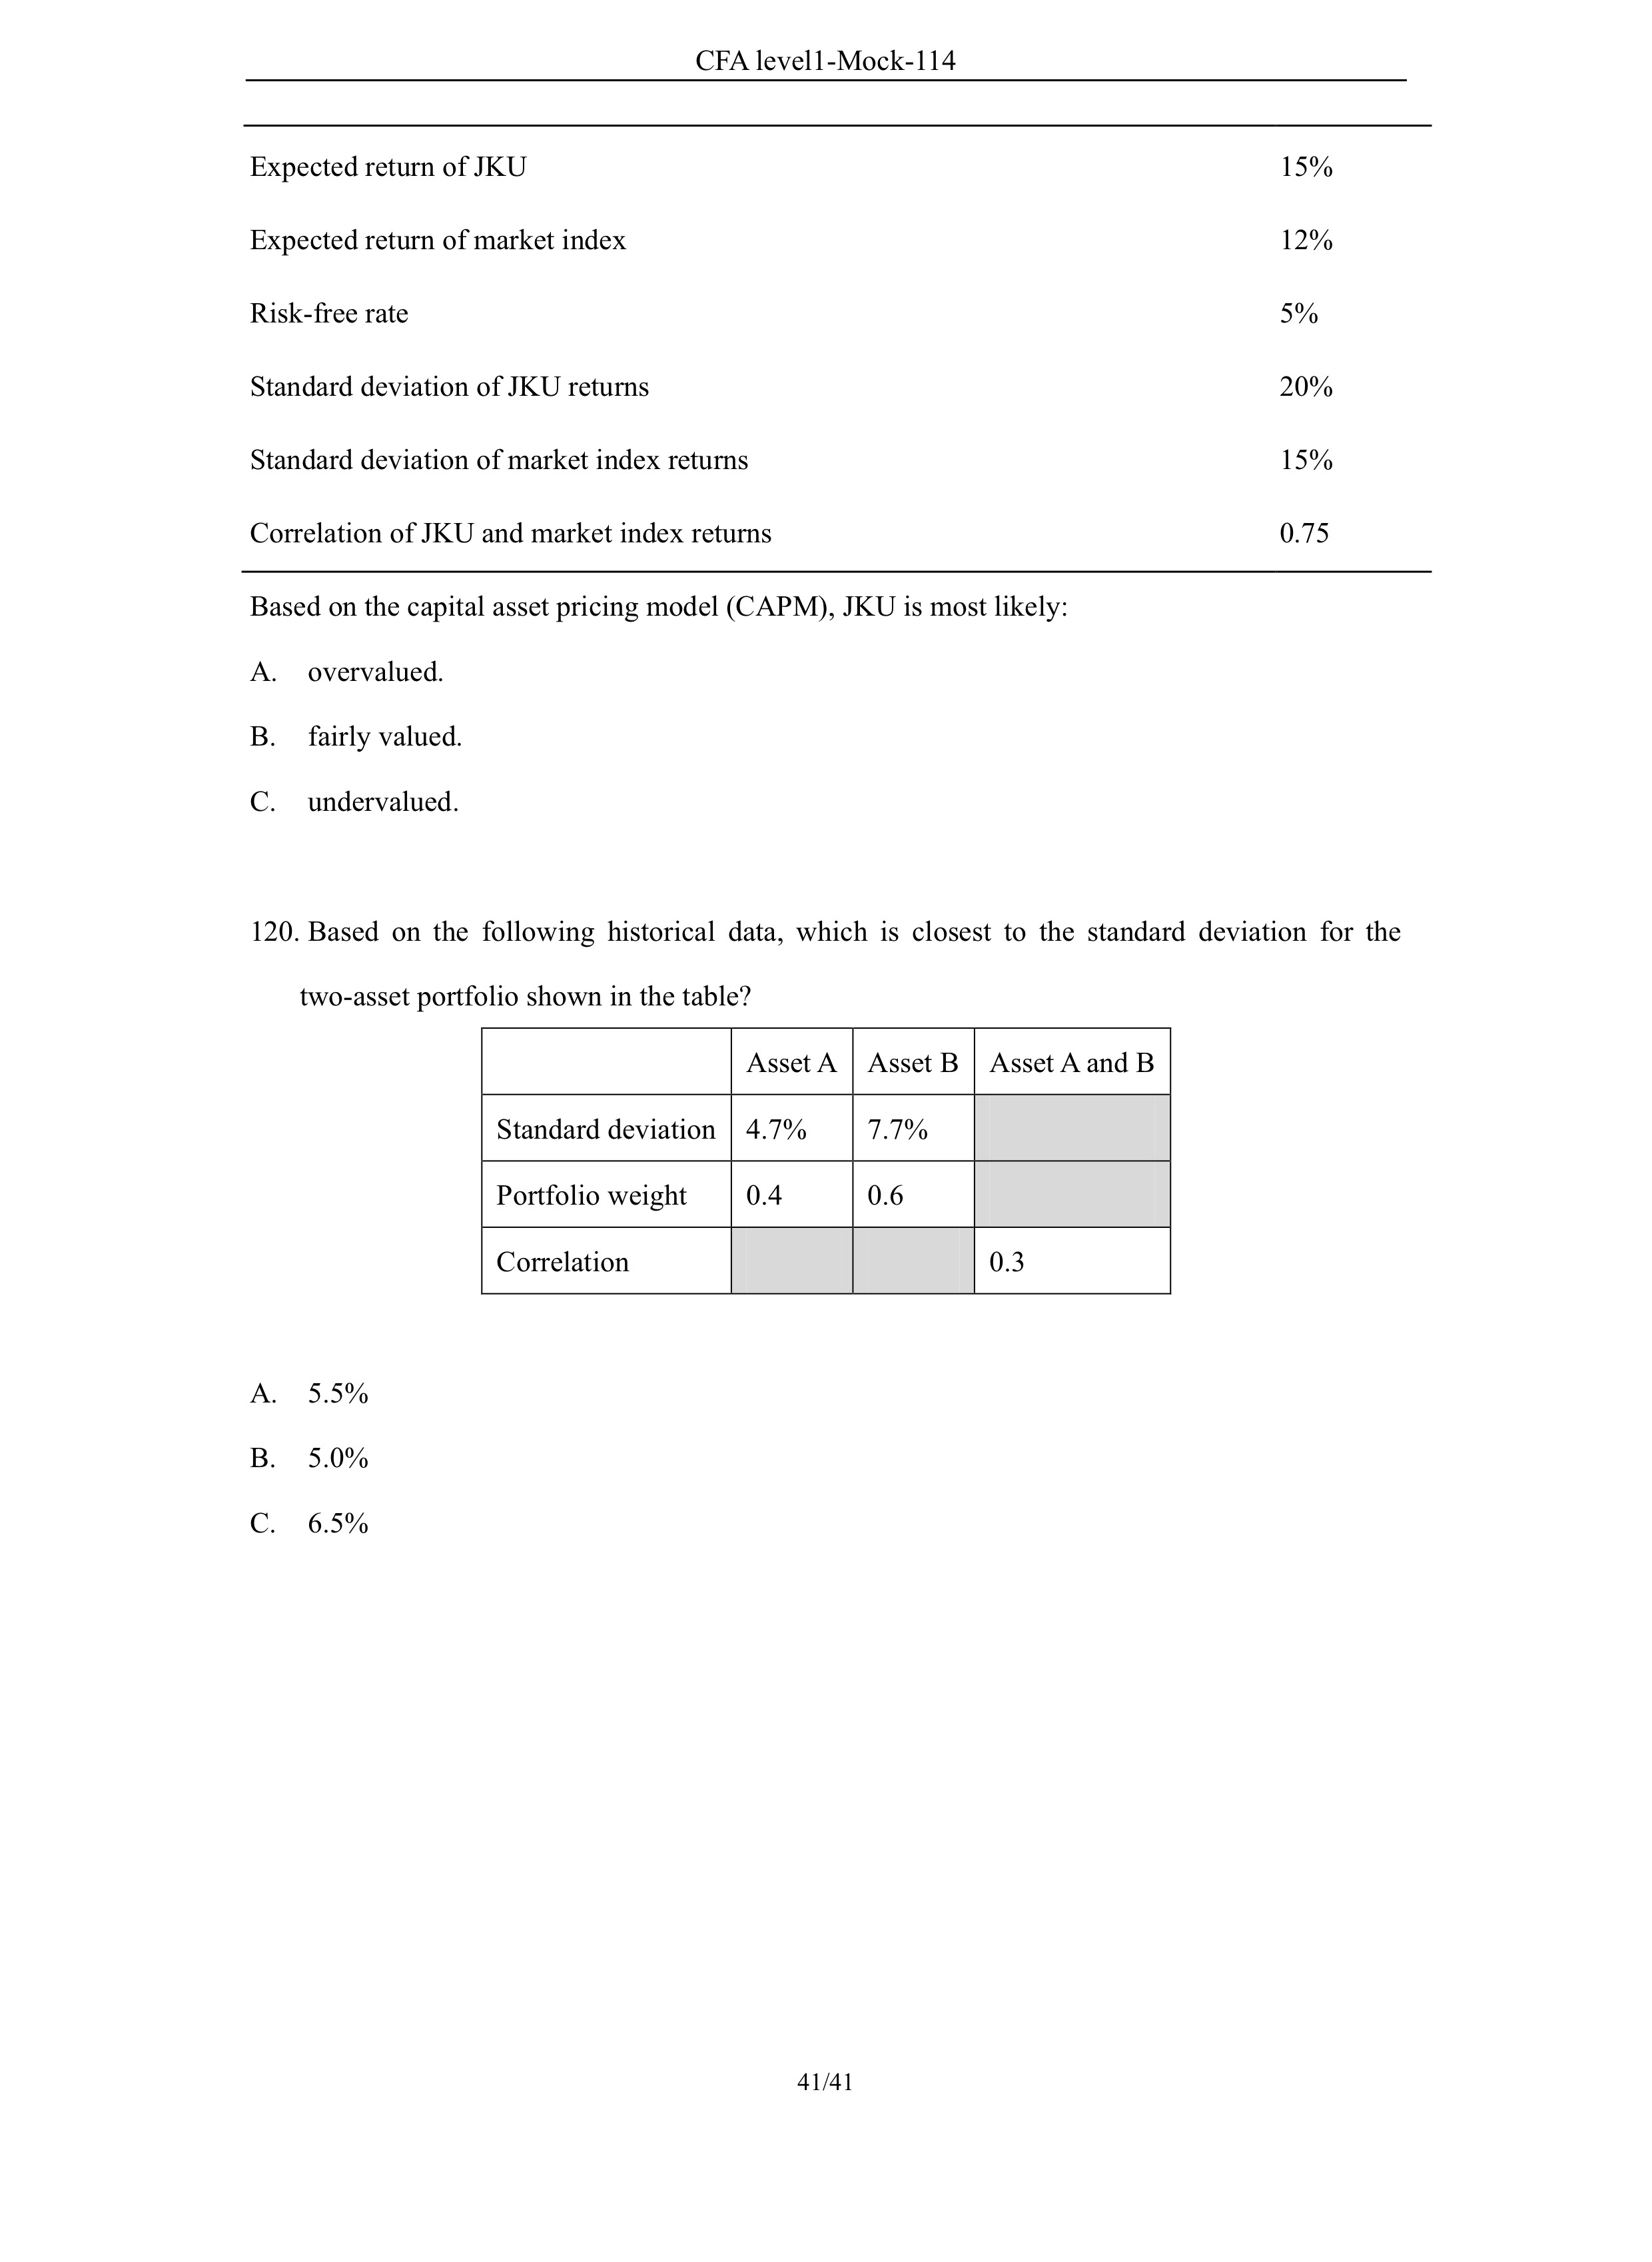 CFA level1-Mock-114
Expected return of JKU 15%
Expected return of market index 12%
Risk-free rate 5%
Standard deviation of JKU returns 20%
Standard deviation of market index returns 15%
Correlation of JKU and market index returns 0.75
Based on the capital asset pricing model (CAPM), JKU is most likely:
A. overvalued.
B. fairly valued.
C. undervalued.
120. Based on the following historical data, which is closest to the standard deviation for the
two-asset portfolio shown in the table?
Asset A Asset B Asset A and B
Standard deviation 4.7% 7.7%
Portfolio weight 0.4 0.6
Correlation 0.3
A. 5.5%
B. 5.0%
C. 6.5%
41/41